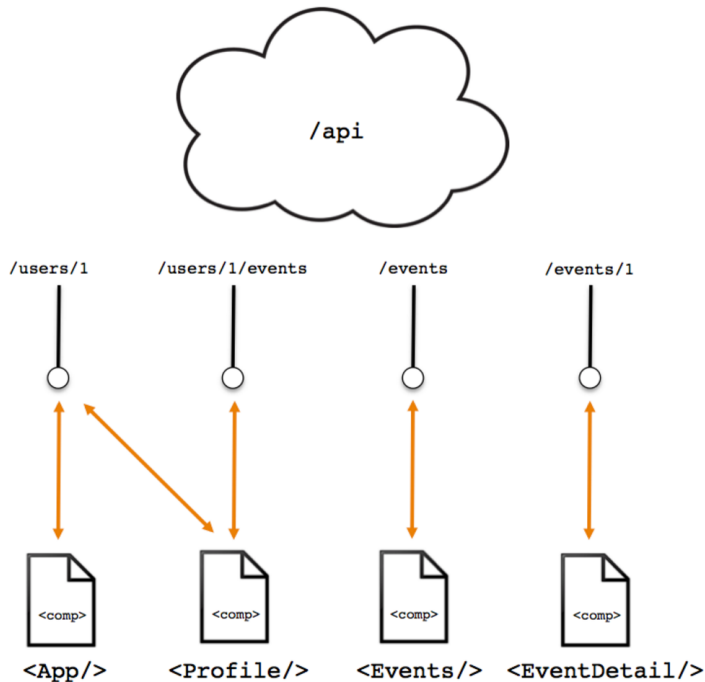 /api
/users/1 /users/1/events /events /events/1
<comp> <comp> <comp> <comp>
<App/> <Profile/> <Events/> <EventDetail/>